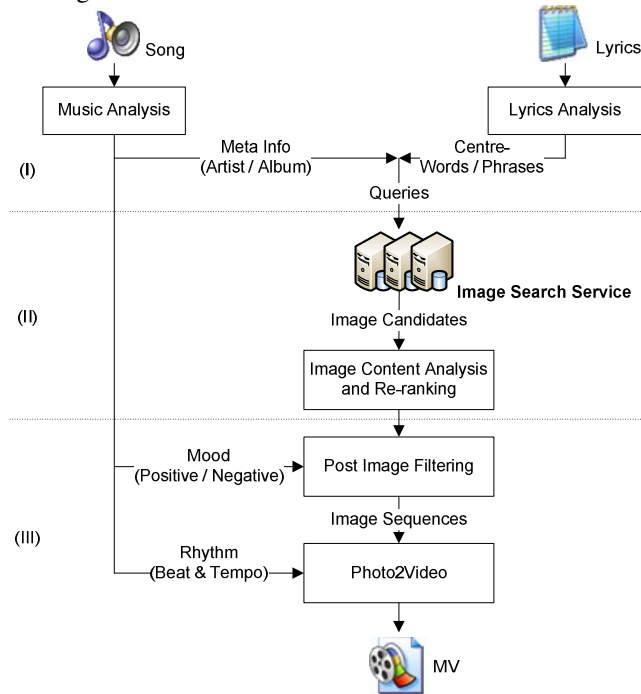 Song
Lyrics
Music Analysis
Lyrics Analysis
Meta Info
(Artist / Album)
Centre-
Words / Phrases
(I)
Queries
Image Search Service
(II)
Image Candidates
Image Content Analysis
and Re-ranking
Mood
(Positive / Negative)
Post Image Filtering
Image Sequences
(III)
Rhythm
(Beat & Tempo)
Photo2Video
MV